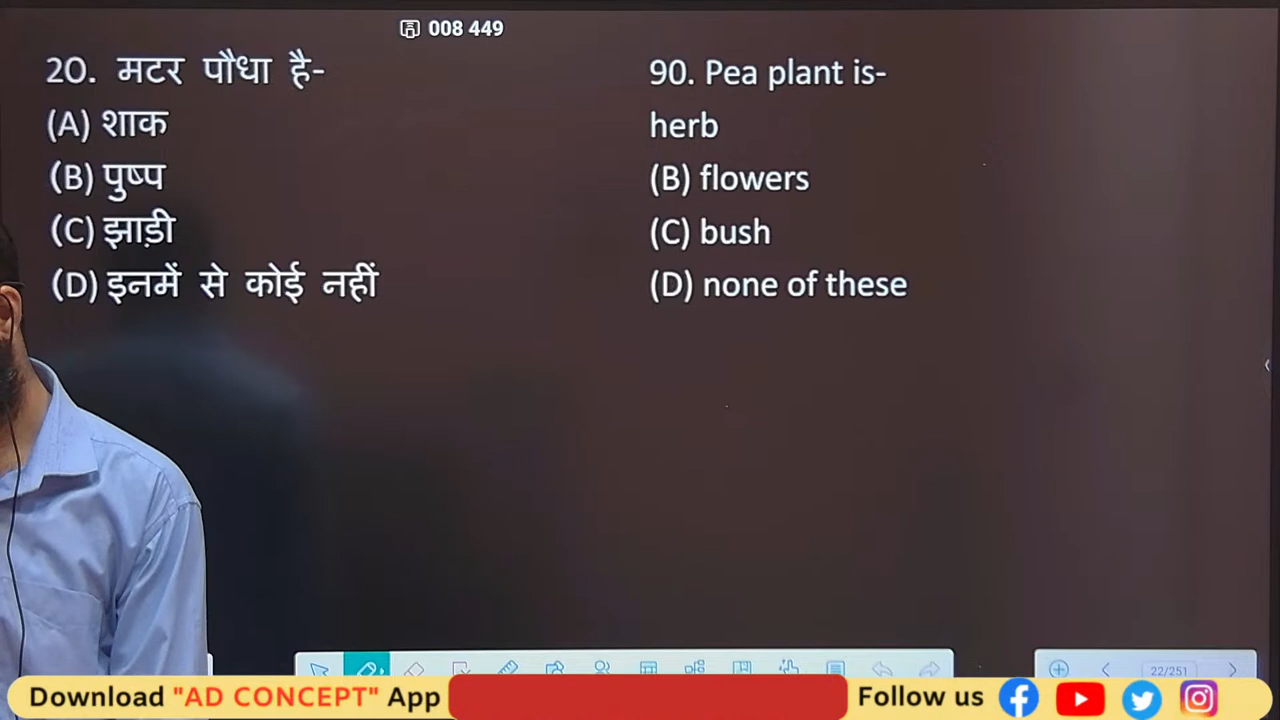 008 449
20. मटर पौधा है-
(A) शाक
(B) पुष्प
(C) झाड़ी
(D) इनमें से कोई नहीं
90. Pea plant is-
herb
(B) flowers
(C) bush
(D) none of these
22/251
Download "AD CONCEPT" App
Follow us